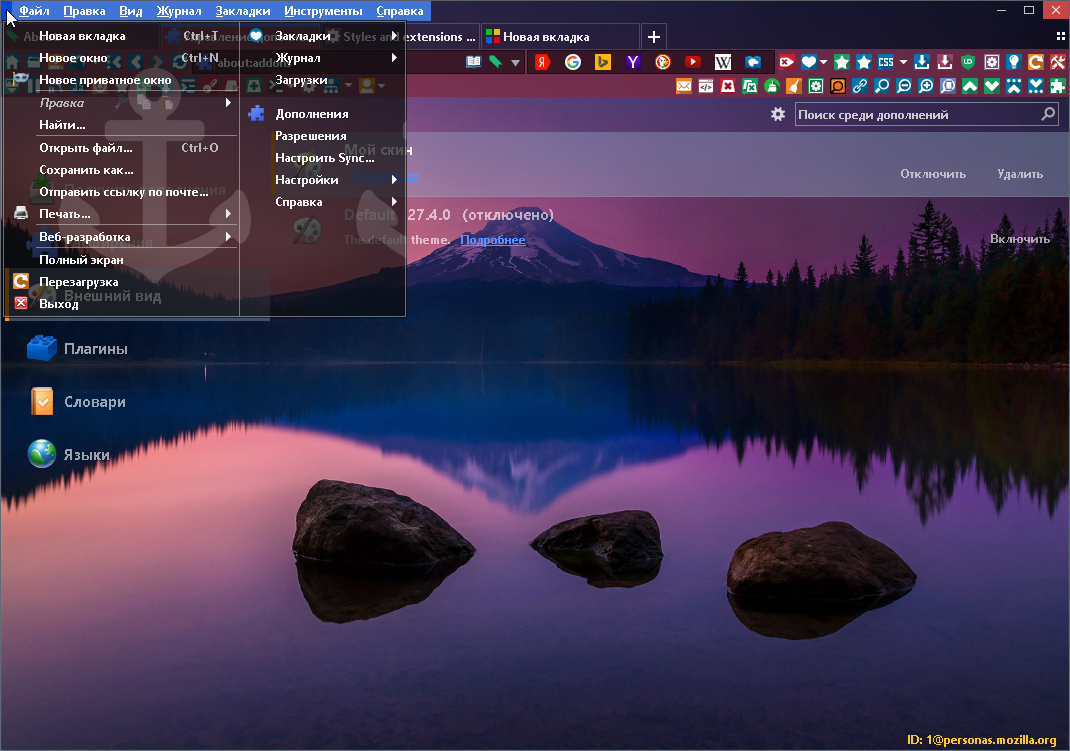 Файл Правка Вид Журнал Закладки Инструменты Справка
Styles and extensions ...
Новая вкладка
about:addon
Новая вкладка Ctrl+T
Новое окно Ctrl+N
Новое приватное окно
Правка
Найти...
Открыть файл... Ctrl+O
Сохранить как...
Отправить ссылку по почте...
Печать...
Веб-разработка
Полный экран
Перезагрузка
Выход
Закладки
Журнал
Загрузки
Дополнения
Разрешения
Настроить Sync...
Настройки
Справка
CSS
Поиск среди дополнений
Мой скин
Отключить Удалить
Default 27.4.0 (отключено)
The default theme. Подробнее
Включить
Внешний вид
Плагины
Словари
Языки
ID: 1@personas.mozilla.org